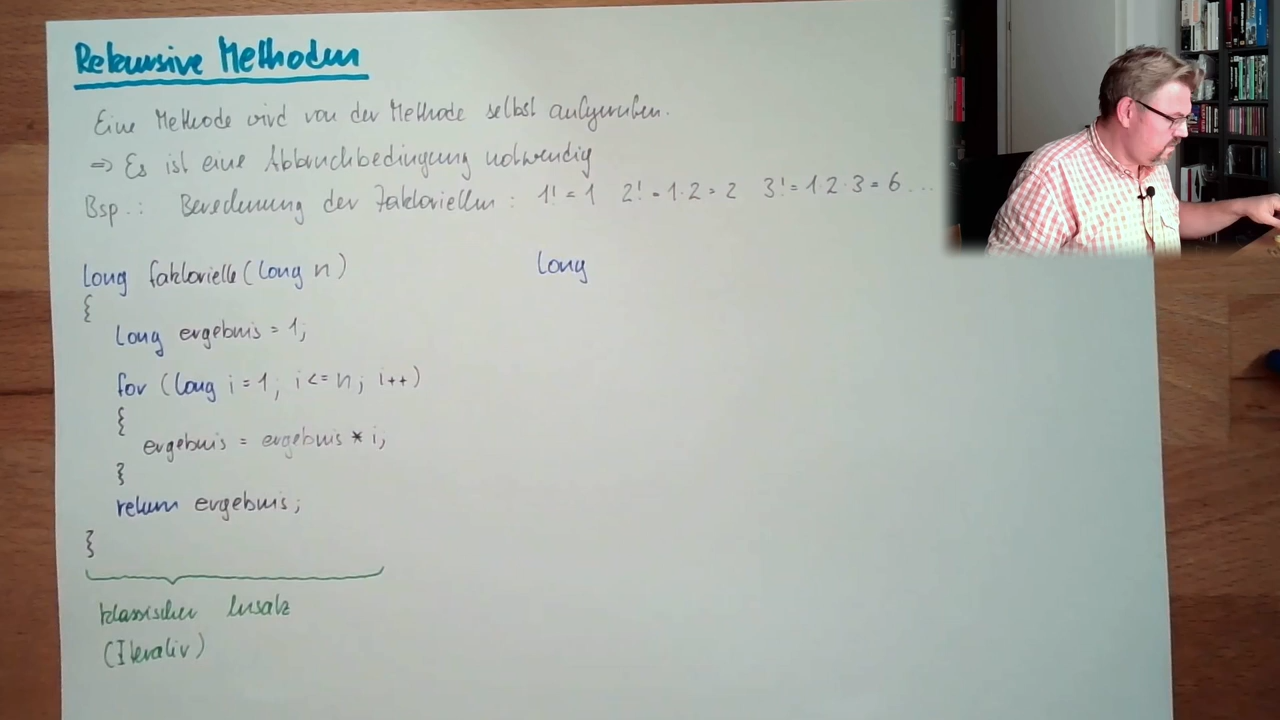 Rekursive Methoden
Eine Methode wird von der Methode selbst aufgerufen.
⇒ Es ist eine Abbruchbedingung notwendig
Bsp.: Berechnung der Fakultäten: 1! = 1 2! = 1·2 = 2 3! = 1·2·3 = 6 ...
long fakultaet(long n)
{
long ergebnis = 1;
for (long i = 1; i <= n; i++)
{
ergebnis = ergebnis * i;
}
return ergebnis;
}
klassischer Ansatz
(Iterativ)
long